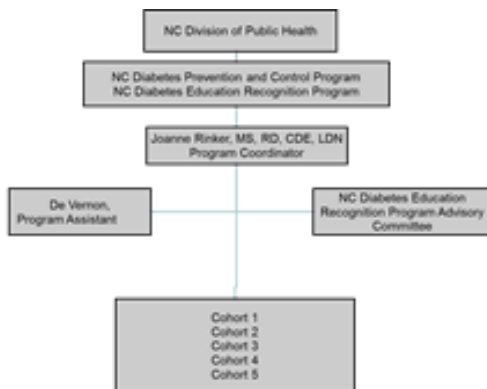 NC Division of Public Health
NC Diabetes Prevention and Control Program
NC Diabetes Education Recognition Program
Joanne Rinker, MS, RD, CDE, LDN
Program Coordinator
De Vernon,
Program Assistant
NC Diabetes Education
Recognition Program Advisory
Committee
Cohort 1
Cohort 2
Cohort 3
Cohort 4
Cohort 5